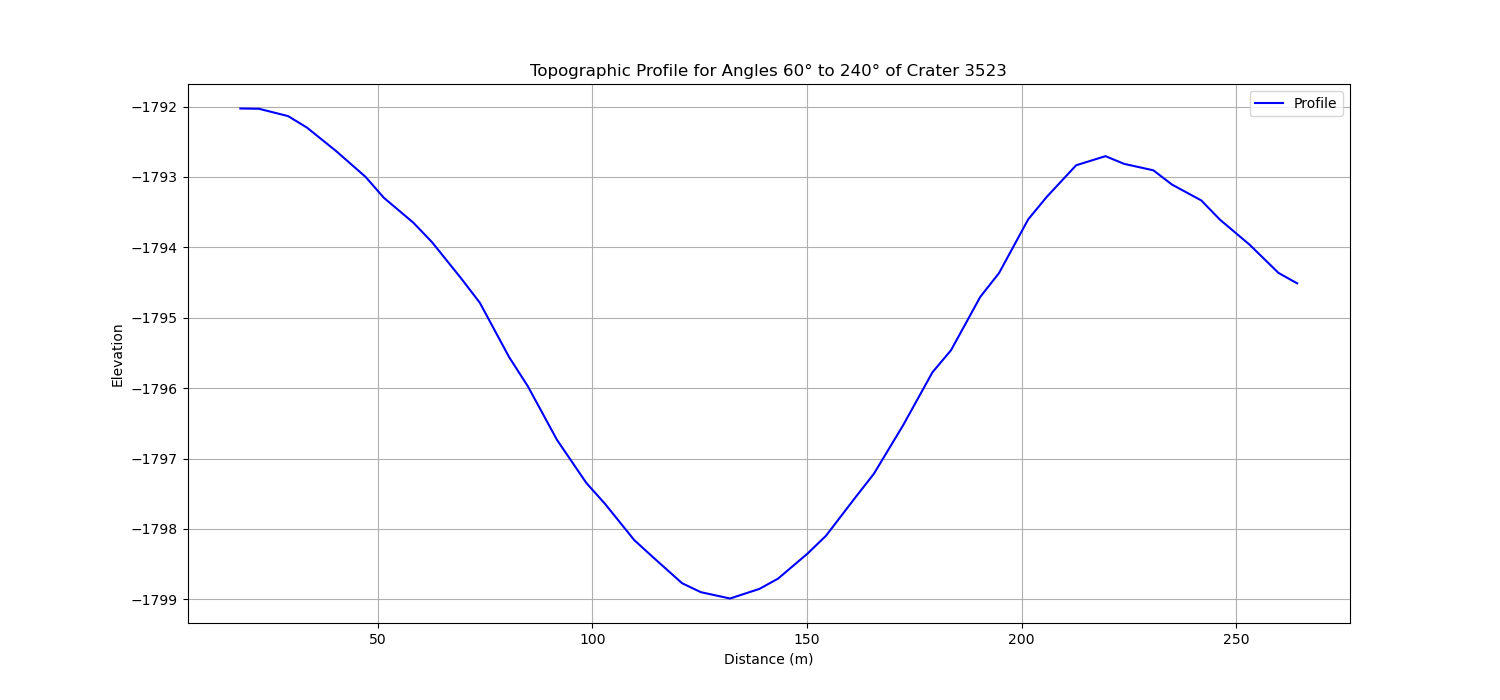 Topographic Profile for Angles 60° to 240° of Crater 3523
Profile
−1792
−1793
−1794
−1795
−1796
−1797
−1798
−1799
Elevation
50 100 150 200 250
Distance (m)